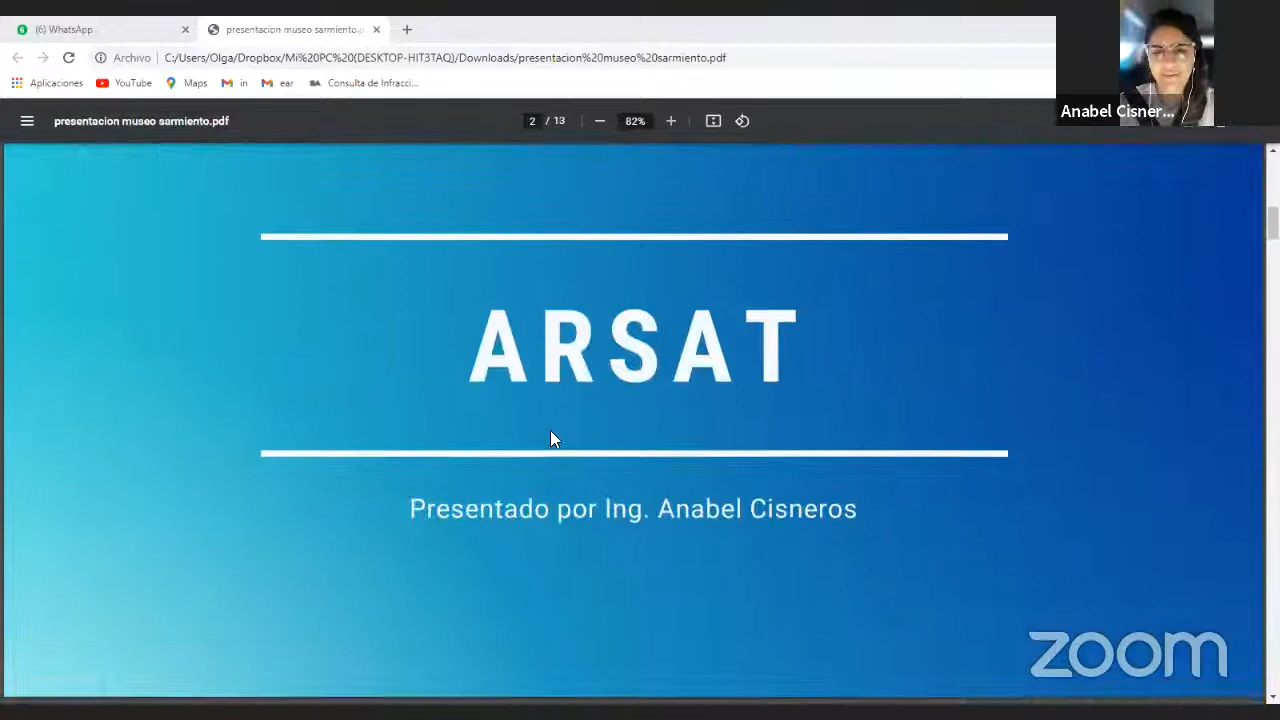 (6) WhatsApp
presentacion museo sarmiento.p
Archivo
C:/Users/Olga/Dropbox/Mi%20PC%20(DESKTOP-HIT3TAQ)/Downloads/presentacion%20museo%20sarmiento.pdf
Aplicaciones
YouTube
Maps
in
ear
Consulta de Infracci...
Anabel Cisner...
presentacion museo sarmiento.pdf
2 / 13
82%
ARSAT
Presentado por Ing. Anabel Cisneros
zoom